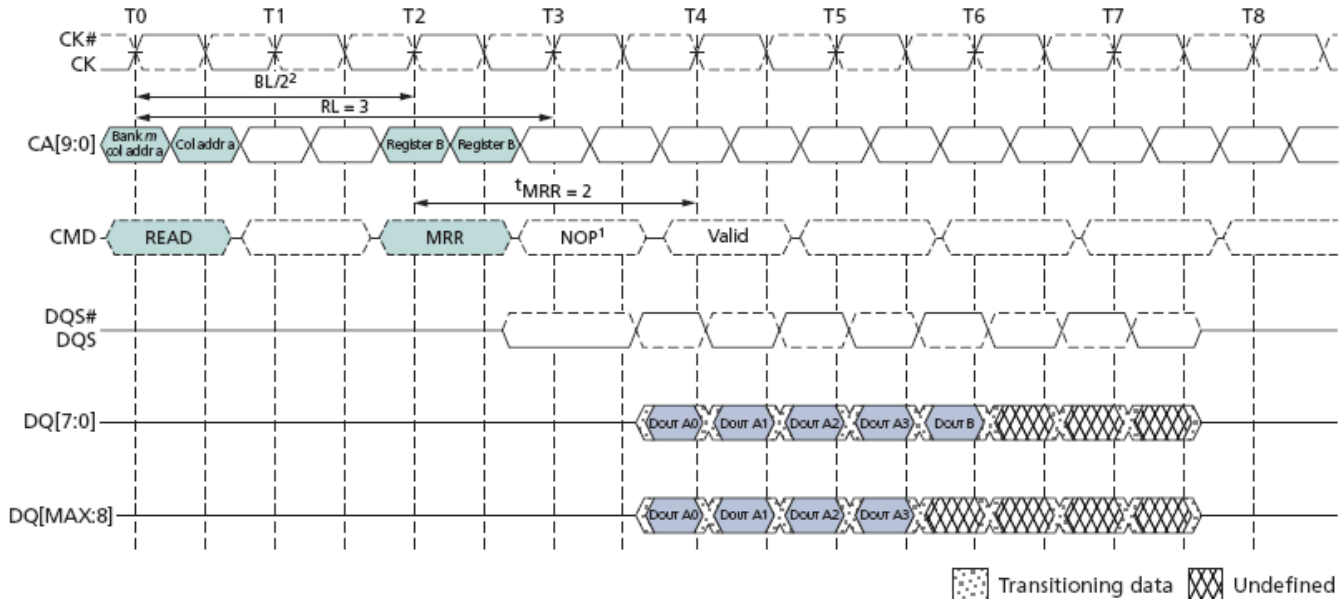 T0 T1 T2 T3 T4 T5 T6 T7 T8
CK#
CK
BL/2²
RL = 3
CA[9:0] Bank m col addr a Col addr a Register B Register B
tMRR = 2
CMD READ MRR NOP¹ Valid
DQS#
DQS
DQ[7:0] DOUT A0 DOUT A1 DOUT A2 DOUT A3 DOUT B
DQ[MAX:8] DOUT A0 DOUT A1 DOUT A2 DOUT A3
Transitioning data Undefined